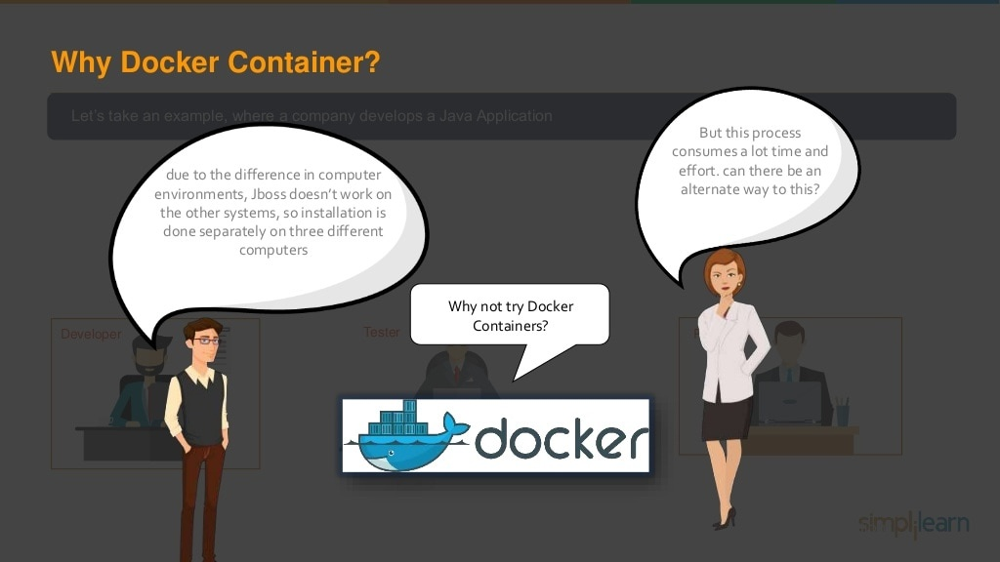 Why Docker Container?
Let's take an example, where a company develops a Java Application
due to the difference in computer
environments, Jboss doesn't work on
the other systems, so installation is
done separately on three different
computers
But this process
consumes a lot time and
effort. can there be an
alternate way to this?
Why not try Docker
Containers?
Developer
Tester
docker
simplilearn